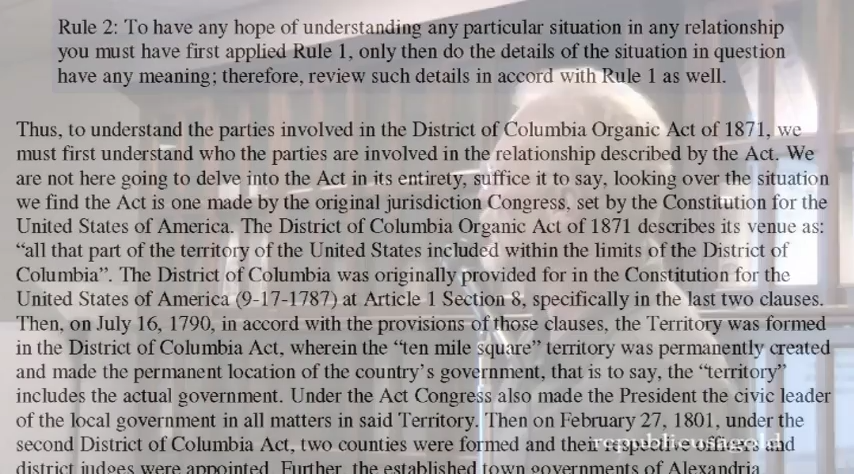 Rule 2: To have any hope of understanding any particular situation in any relationship
you must have first applied Rule 1, only then do the details of the situation in question
have any meaning; therefore, review such details in accord with Rule 1 as well.
Thus, to understand the parties involved in the District of Columbia Organic Act of 1871, we
must first understand who the parties are involved in the relationship described by the Act. We
are not here going to delve into the Act in its entirety, suffice it to say, looking over the situation
we find the Act is one made by the original jurisdiction Congress, set by the Constitution for the
United States of America. The District of Columbia Organic Act of 1871 describes its venue as:
“all that part of the territory of the United States included within the limits of the District of
Columbia”. The District of Columbia was originally provided for in the Constitution for the
United States of America (9-17-1787) at Article 1 Section 8, specifically in the last two clauses.
Then, on July 16, 1790, in accord with the provisions of those clauses, the Territory was formed
in the District of Columbia Act, wherein the “ten mile square” territory was permanently created
and made the permanent location of the country’s government, that is to say, the “territory”
includes the actual government. Under the Act Congress also made the President the civic leader
of the local government in all matters in said Territory. Then on February 27, 1801, under the
second District of Columbia Act, two counties were formed and their respective officers and
district judges were appointed. Further, the established town governments of Alexandria